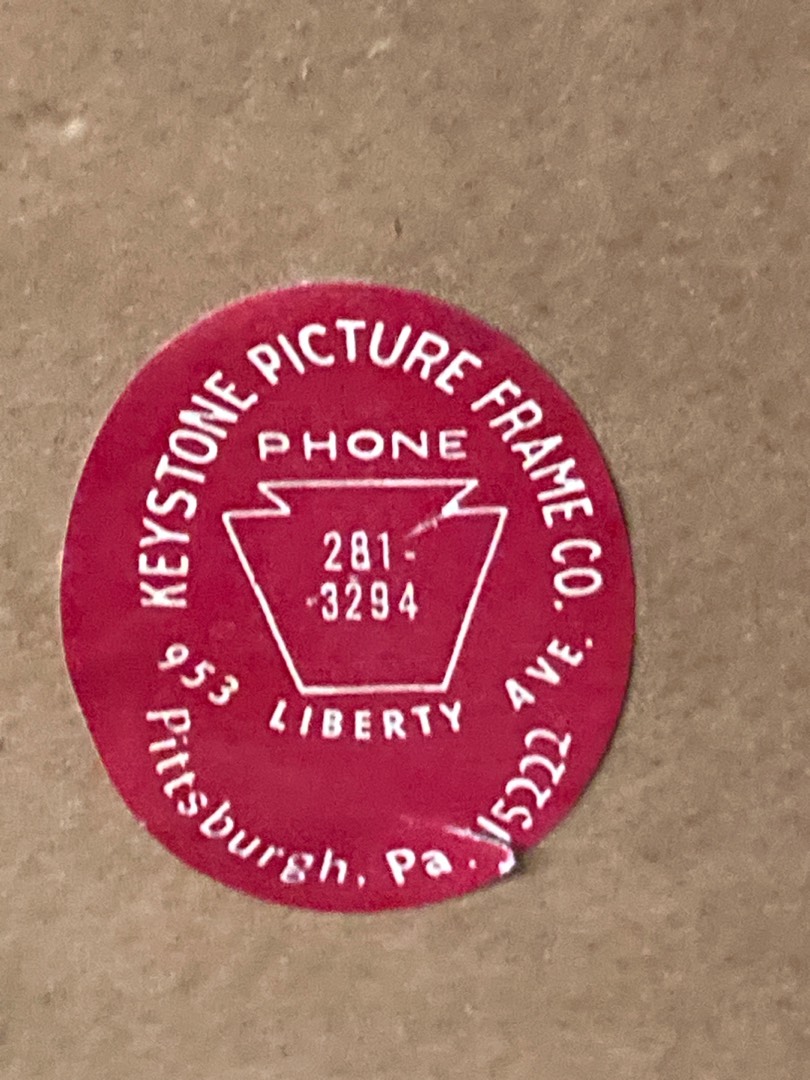 KEYSTONE PICTURE FRAME CO.
PHONE
281-
3294
953 LIBERTY AVE.
Pittsburgh, Pa. 15222